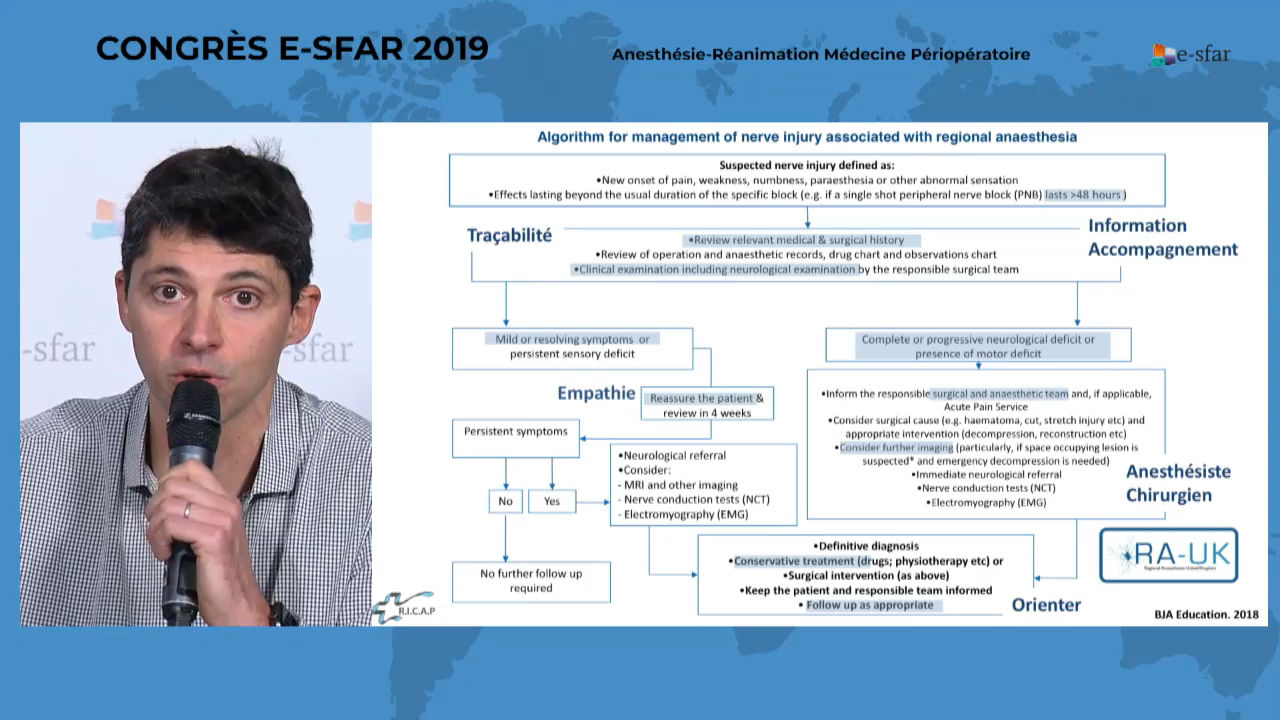 CONGRÈS E-SFAR 2019
Anesthésie-Réanimation Médecine Périopératoire
e-sfar
-sfar
e-sfar
Algorithm for management of nerve injury associated with regional anaesthesia
Suspected nerve injury defined as:
•New onset of pain, weakness, numbness, paraesthesia or other abnormal sensation
•Effects lasting beyond the usual duration of the specific block (e.g. if a single shot peripheral nerve block (PNB) lasts >48 hours )
Traçabilité
Information
Accompagnement
•Review relevant medical & surgical history
•Review of operation and anaesthetic records, drug chart and observations chart
•Clinical examination including neurological examination by the responsible surgical team
Mild or resolving symptoms or
persistent sensory deficit
Complete or progressive neurological deficit or
presence of motor deficit
Empathie
Reassure the patient &
review in 4 weeks
Persistent symptoms
No
Yes
•Neurological referral
•Consider:
- MRI and other imaging
- Nerve conduction tests (NCT)
- Electromyography (EMG)
•Inform the responsible surgical and anaesthetic team and, if applicable,
Acute Pain Service
•Consider surgical cause (e.g. haematoma, cut, stretch injury etc) and
appropriate intervention (decompression, reconstruction etc)
•Consider further imaging (particularly, if space occupying lesion is
suspected* and emergency decompression is needed)
•Immediate neurological referral
•Nerve conduction tests (NCT)
•Electromyography (EMG)
Anesthésiste
Chirurgien
No further follow up
required
•Definitive diagnosis
•Conservative treatment (drugs; physiotherapy etc) or
•Surgical intervention (as above)
•Keep the patient and responsible team informed
• Follow up as appropriate
Orienter
RA-UK
Regional Anaesthesia United Kingdom
R.I.C.A.P
BJA Education. 2018